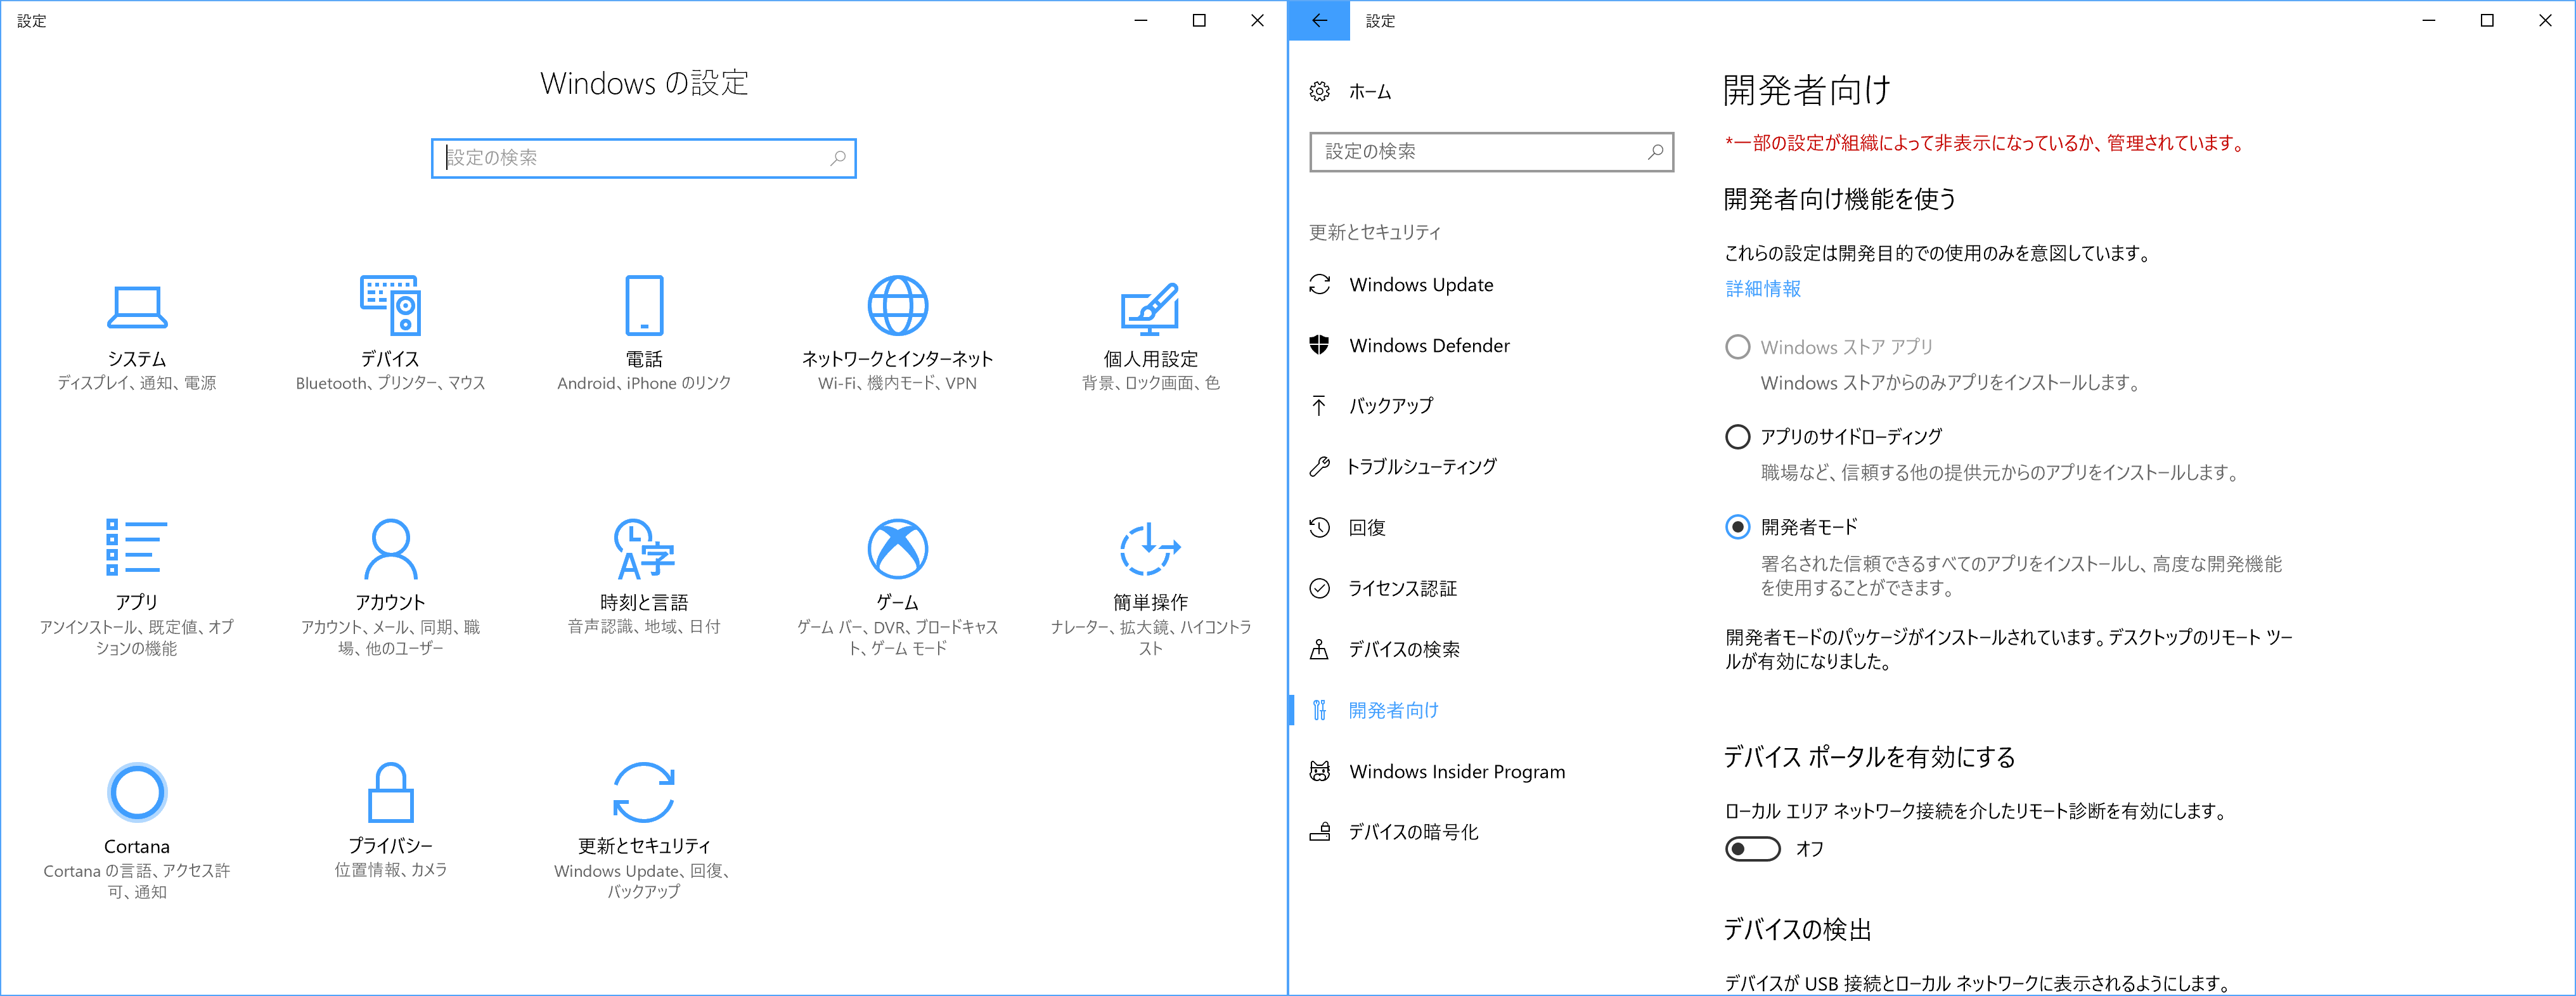 設定
Windows の設定
設定の検索
システム
ディスプレイ、通知、電源
デバイス
Bluetooth、プリンター、マウス
電話
Android、iPhone のリンク
ネットワークとインターネット
Wi-Fi、機内モード、VPN
個人用設定
背景、ロック画面、色
アプリ
アンインストール、既定値、オプ
ションの機能
アカウント
アカウント、メール、同期、職
場、他のユーザー
時刻と言語
音声認識、地域、日付
ゲーム
ゲーム バー、DVR、ブロードキャス
ト、ゲーム モード
簡単操作
ナレーター、拡大鏡、ハイコントラ
スト
Cortana
Cortana の言語、アクセス許
可、通知
プライバシー
位置情報、カメラ
更新とセキュリティ
Windows Update、回復、
バックアップ
設定
ホーム
設定の検索
更新とセキュリティ
Windows Update
Windows Defender
バックアップ
トラブルシューティング
回復
ライセンス認証
デバイスの検索
開発者向け
Windows Insider Program
デバイスの暗号化
開発者向け
*一部の設定が組織によって非表示になっているか、管理されています。
開発者向け機能を使う
これらの設定は開発目的での使用のみを意図しています。
詳細情報
Windows ストア アプリ
Windows ストアからのみアプリをインストールします。
アプリのサイドローディング
職場など、信頼する他の提供元からのアプリをインストールします。
開発者モード
署名された信頼できるすべてのアプリをインストールし、高度な開発機能
を使用することができます。
開発者モードのパッケージがインストールされています。デスクトップのリモート ツー
ルが有効になりました。
デバイス ポータルを有効にする
ローカル エリア ネットワーク接続を介したリモート診断を有効にします。
オフ
デバイスの検出
デバイスが USB 接続とローカル ネットワークに表示されるようにします。